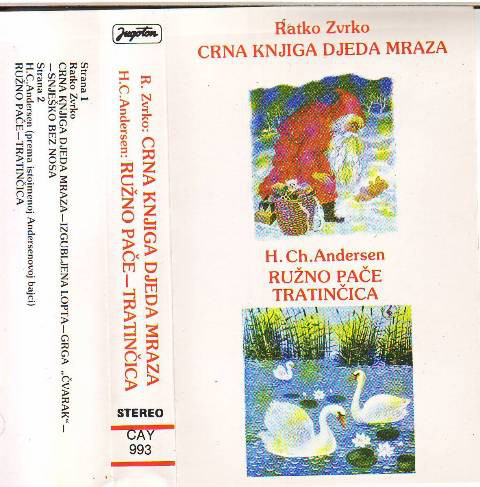 Strana 1
Ratko Zvrko
CRNA KNJIGA DJEDA MRAZA—IZGUBLJENA LOPTA—GRGA „ČVARAK"—
—SNJEŠKO BEZ NOSA
Strana 2
H.C.Andersen (prema istoimenoj Andersenovoj bajci)
RUŽNO PAČE—TRATINČICA
Jugoton
R. Zvrko: CRNA KNJIGA DJEDA MRAZA
H.C.Andersen: RUŽNO PAČE—TRATINČICA
STEREO
CAY
993
Ratko Zvrko
CRNA KNJIGA DJEDA MRAZA
H. Ch.Andersen
RUŽNO PAČE
TRATINČICA